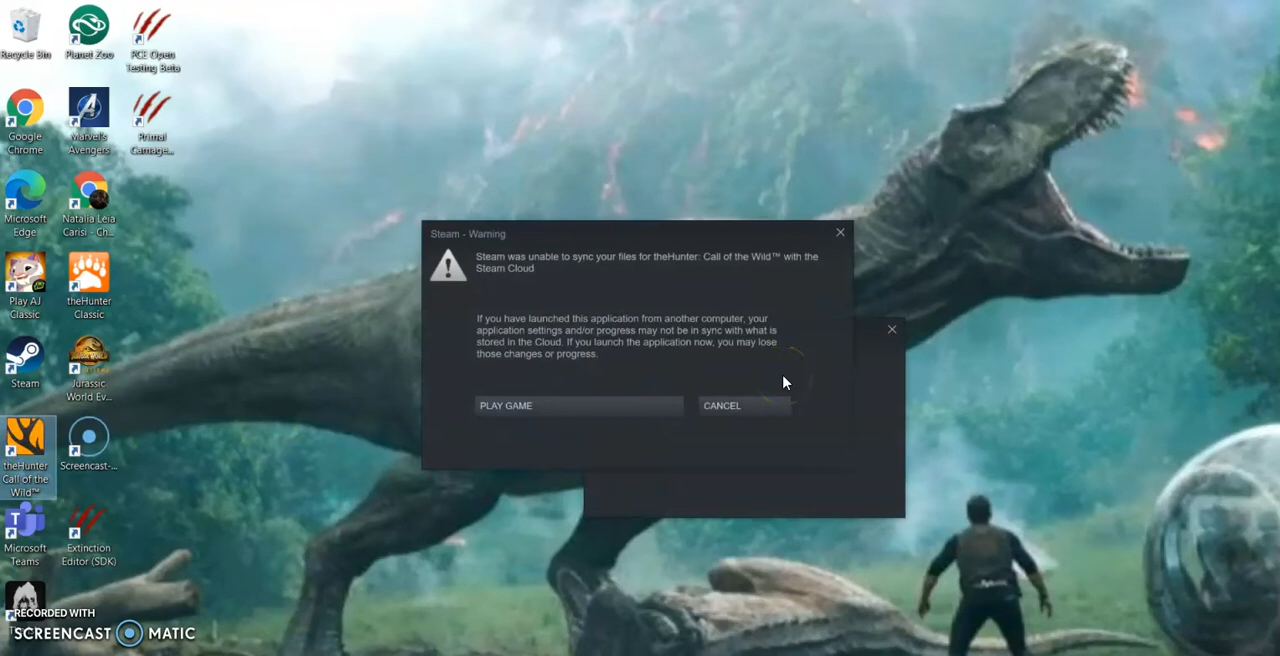 Recycle Bin
Planet Zoo
PCE Open
Testing Beta
Google
Chrome
Marvel's
Avengers
Primal
Carnage...
Microsoft
Edge
Natalia Leia
Carisi - Ch...
Play AJ
Classic
theHunter
Classic
Steam
Jurassic
World Ev...
theHunter
Call of the
Wild™
Screencast-...
Microsoft
Teams
Extinction
Editor (SDK)
Steam - Warning
Steam was unable to sync your files for theHunter: Call of the Wild™ with the
Steam Cloud
If you have launched this application from another computer, your
application settings and/or progress may not be in sync with what is
stored in the Cloud. If you launch the application now, you may lose
those changes or progress.
PLAY GAME
CANCEL
RECORDED WITH
SCREENCAST MATIC